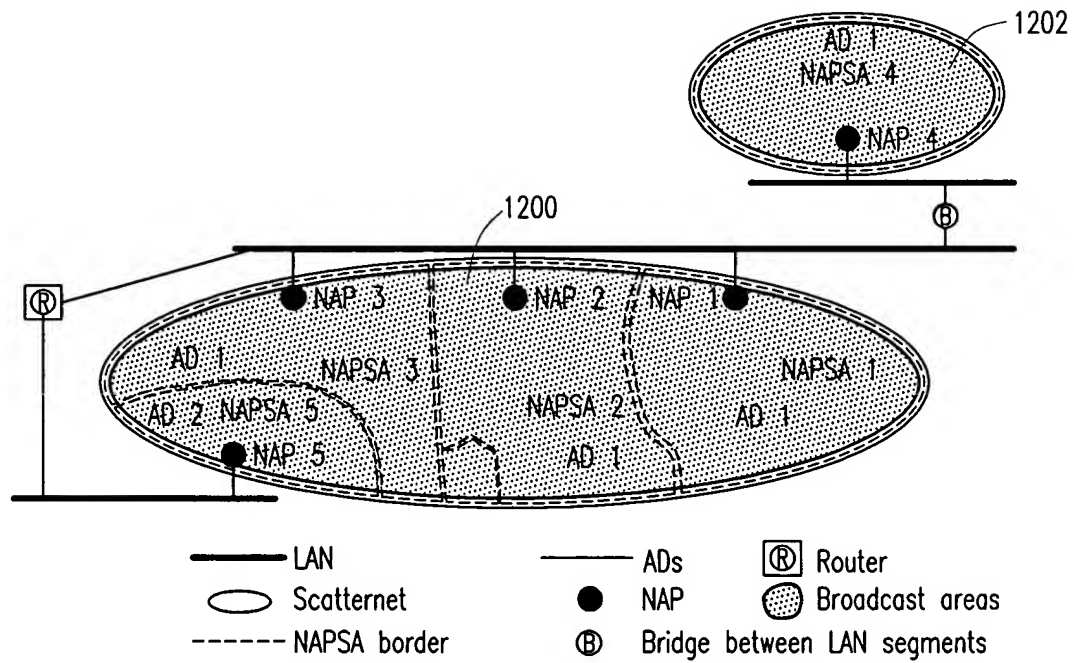 1202
AD 1
NAPSA 4
NAP 4
B
1200
R
NAP 3
NAP 2
NAP 1
AD 1
NAPSA 3
NAPSA 1
AD 2
NAPSA 5
NAPSA 2
AD 1
NAP 5
AD 1
LAN
ADs
R Router
Scatternet
NAP
Broadcast areas
NAPSA border
B Bridge between LAN segments